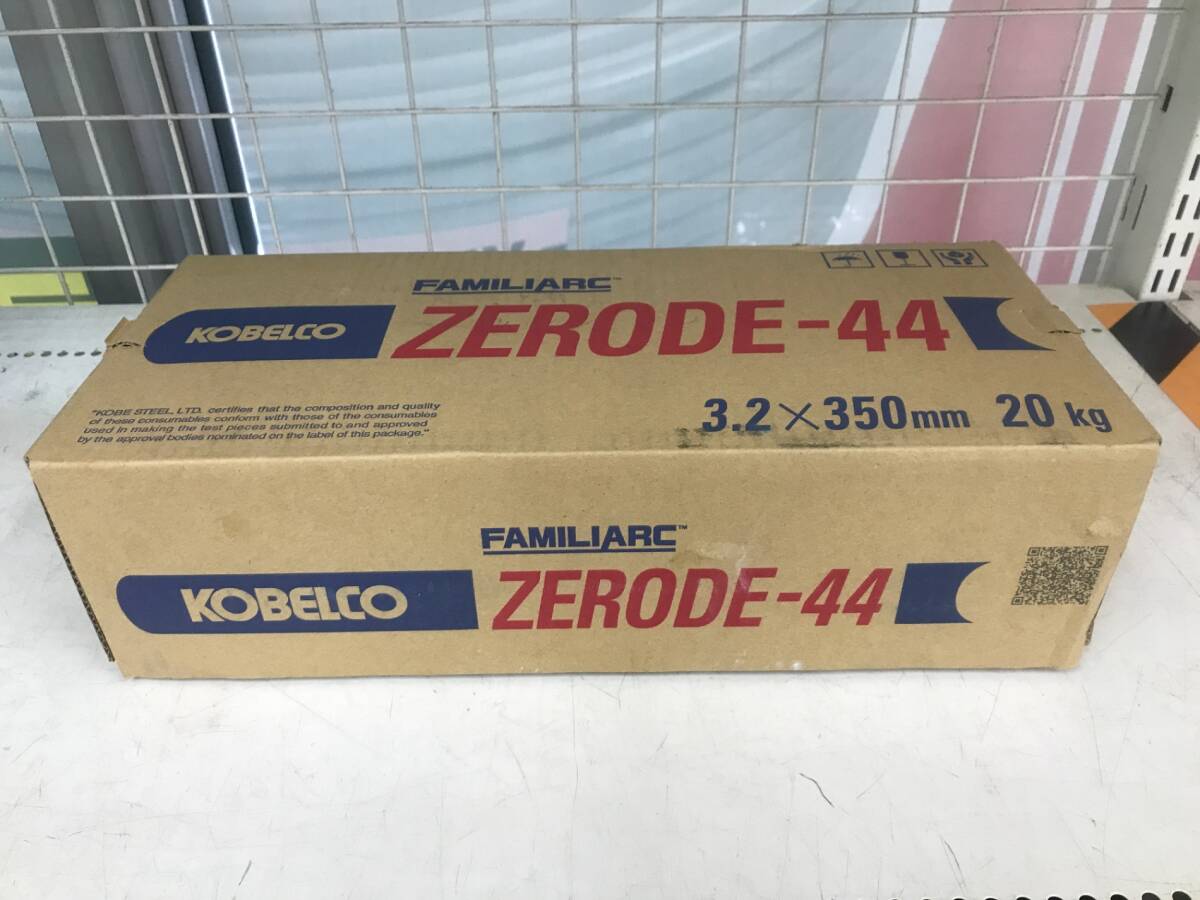 FAMILIARC™
KOBELCO ZERODE-44
"KOBE STEEL, LTD. certifies that the composition and quality
of these consumables conform with those of the consumables
used in making the test pieces submitted to and approved
by the approval bodies nominated on the label of this package."
3.2×350mm 20 kg
FAMILIARC™
KOBELCO ZERODE-44